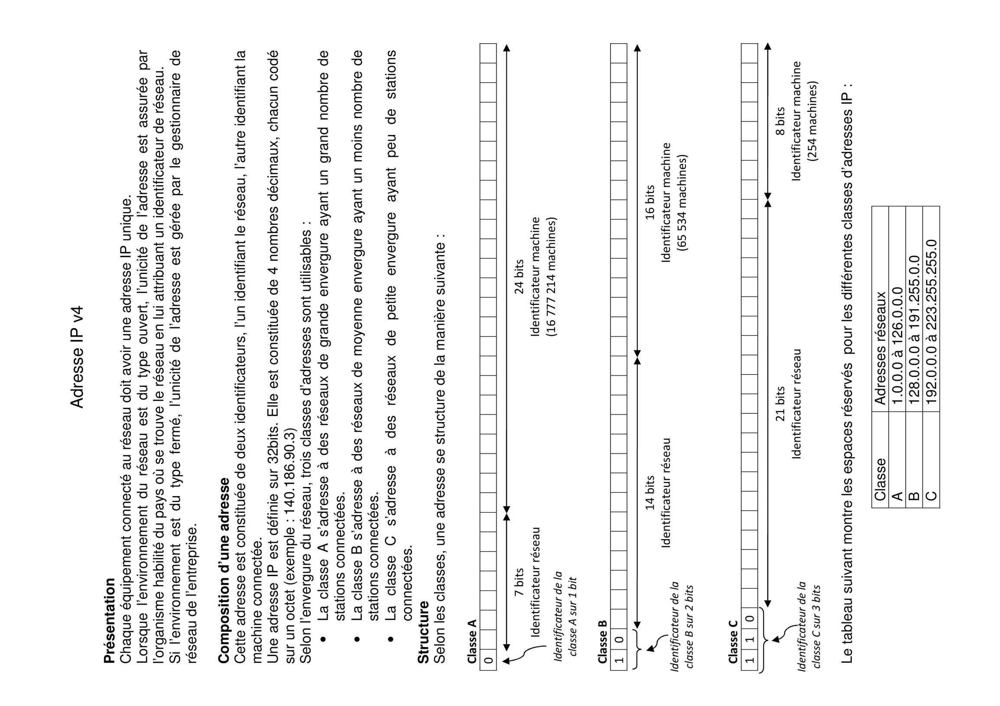 Adresse IP v4
Présentation
Chaque équipement connecté au réseau doit avoir une adresse IP unique.
Lorsque l'environnement du réseau est du type ouvert, l'unicité de l'adresse est assurée par
l'organisme habilité du pays où se trouve le réseau en lui attribuant un identificateur de réseau.
Si l'environnement est du type fermé, l'unicité de l'adresse est gérée par le gestionnaire de
réseau de l'entreprise.
Composition d'une adresse
Cette adresse est constituée de deux identificateurs, l'un identifiant le réseau, l'autre identifiant la
machine connectée.
Une adresse IP est définie sur 32bits. Elle est constituée de 4 nombres décimaux, chacun codé
sur un octet (exemple : 140.186.90.3)
Selon l'envergure du réseau, trois classes d'adresses sont utilisables :
• La classe A s'adresse à des réseaux de grande envergure ayant un grand nombre de
stations connectées.
• La classe B s'adresse à des réseaux de moyenne envergure ayant un moins nombre de
stations connectées.
• La classe C s'adresse à des réseaux de petite envergure ayant peu de stations
connectées.
Structure
Selon les classes, une adresse se structure de la manière suivante :
Classe A
0
7 bits
Identificateur réseau
24 bits
Identificateur machine
(16 777 214 machines)
Identificateur de la
classe A sur 1 bit
Classe B
1 0
14 bits
Identificateur réseau
16 bits
Identificateur machine
(65 534 machines)
Identificateur de la
classe B sur 2 bits
Classe C
1 1 0
21 bits
Identificateur réseau
8 bits
Identificateur machine
(254 machines)
Identificateur de la
classe C sur 3 bits
Le tableau suivant montre les espaces réservés pour les différentes classes d'adresses IP :
Classe Adresses réseaux
A 1.0.0.0 à 126.0.0.0
B 128.0.0.0 à 191.255.0.0
C 192.0.0.0 à 223.255.255.0